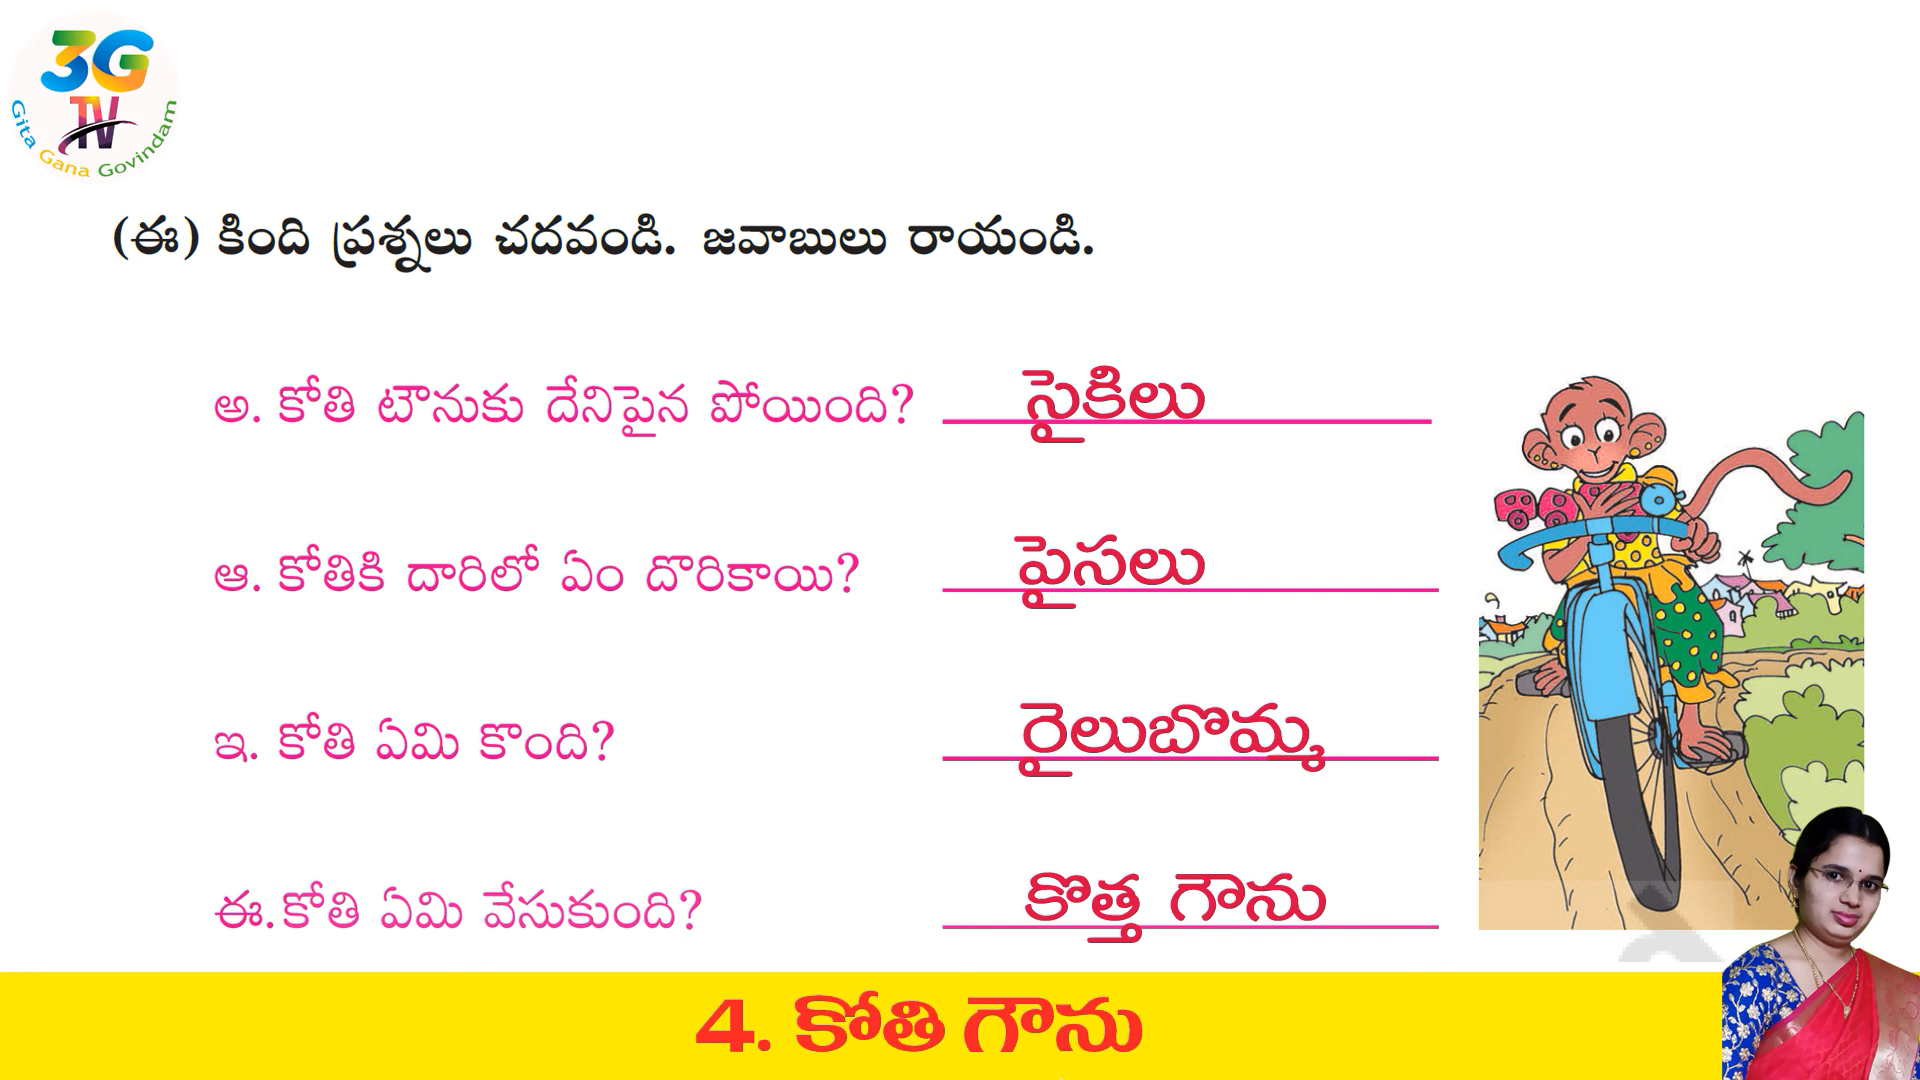 3G
TV
Gita Gana Govindam
(ఈ) కింది ప్రశ్నలు చదవండి. జవాబులు రాయండి.
అ. కోతి టౌనుకు దేనిపైన పోయింది? సైకిలు
ఆ. కోతికి దారిలో ఏం దొరికాయి? పైసలు
ఇ. కోతి ఏమి కొంది? రైలుబొమ్మ
ఈ. కోతి ఏమి వేసుకుంది? కొత్త గౌను
4. కోతి గౌను